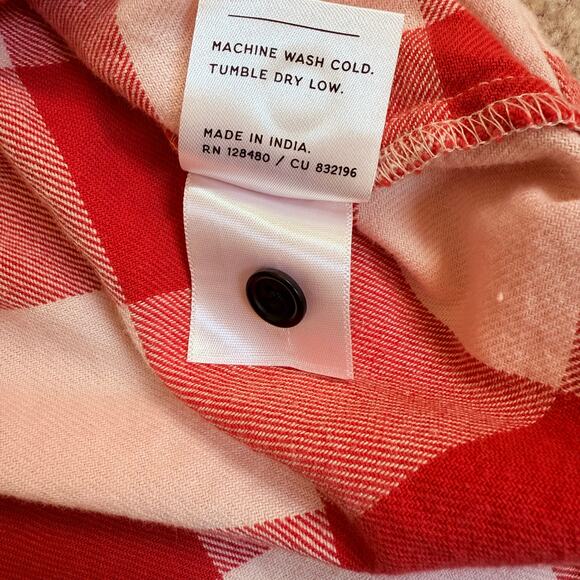 MACHINE WASH COLD.
TUMBLE DRY LOW.
MADE IN INDIA.
RN 128480 / CU 832196